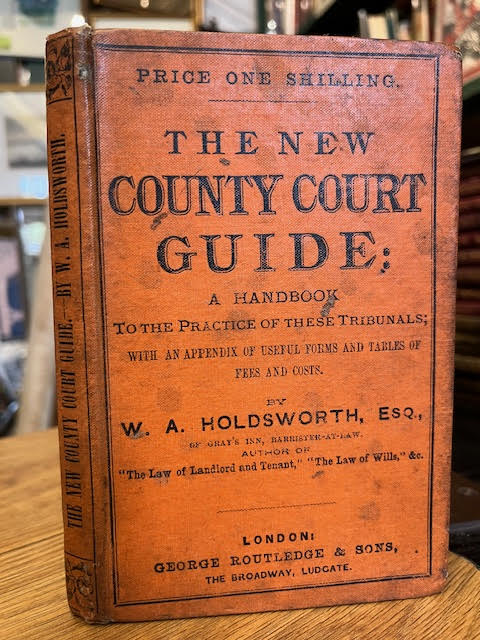 PRICE ONE SHILLING.
THE NEW
COUNTY COURT
GUIDE:
A HANDBOOK
TO THE PRACTICE OF THESE TRIBUNALS;
WITH AN APPENDIX OF USEFUL FORMS AND TABLES OF
FEES AND COSTS.
BY
W. A. HOLDSWORTH, ESQ.,
OF GRAY'S INN, BARRISTER-AT-LAW.
AUTHOR OF
"The Law of Landlord and Tenant," "The Law of Wills," &c.
LONDON:
GEORGE ROUTLEDGE & SONS,
THE BROADWAY, LUDGATE.
THE NEW COUNTY COURT GUIDE.—BY W. A. HOLDSWORTH.